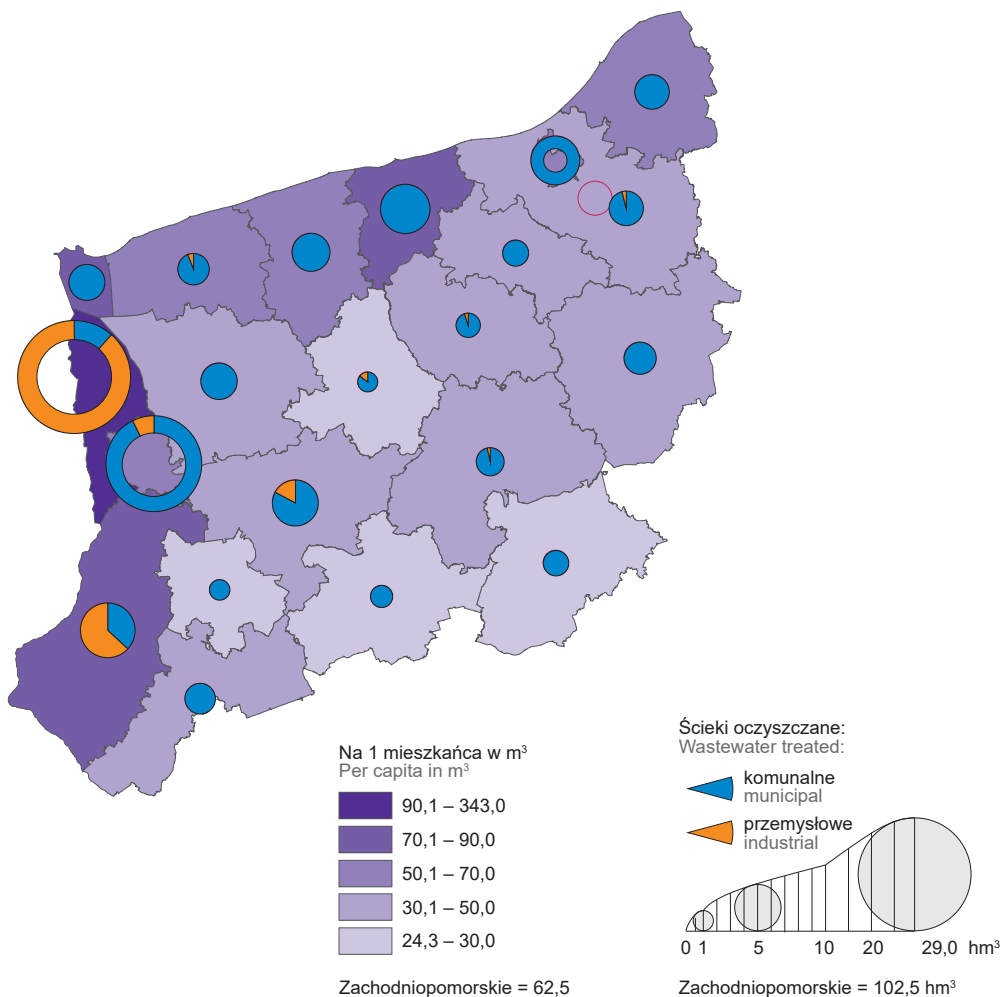 Na 1 mieszkańca w m³
Per capita in m³
90,1 – 343,0
70,1 – 90,0
50,1 – 70,0
30,1 – 50,0
24,3 – 30,0
Zachodniopomorskie = 62,5
Ścieki oczyszczane:
Wastewater treated:
komunalne
municipal
przemysłowe
industrial
0 1 5 10 20 29,0 hm³
Zachodniopomorskie = 102,5 hm³